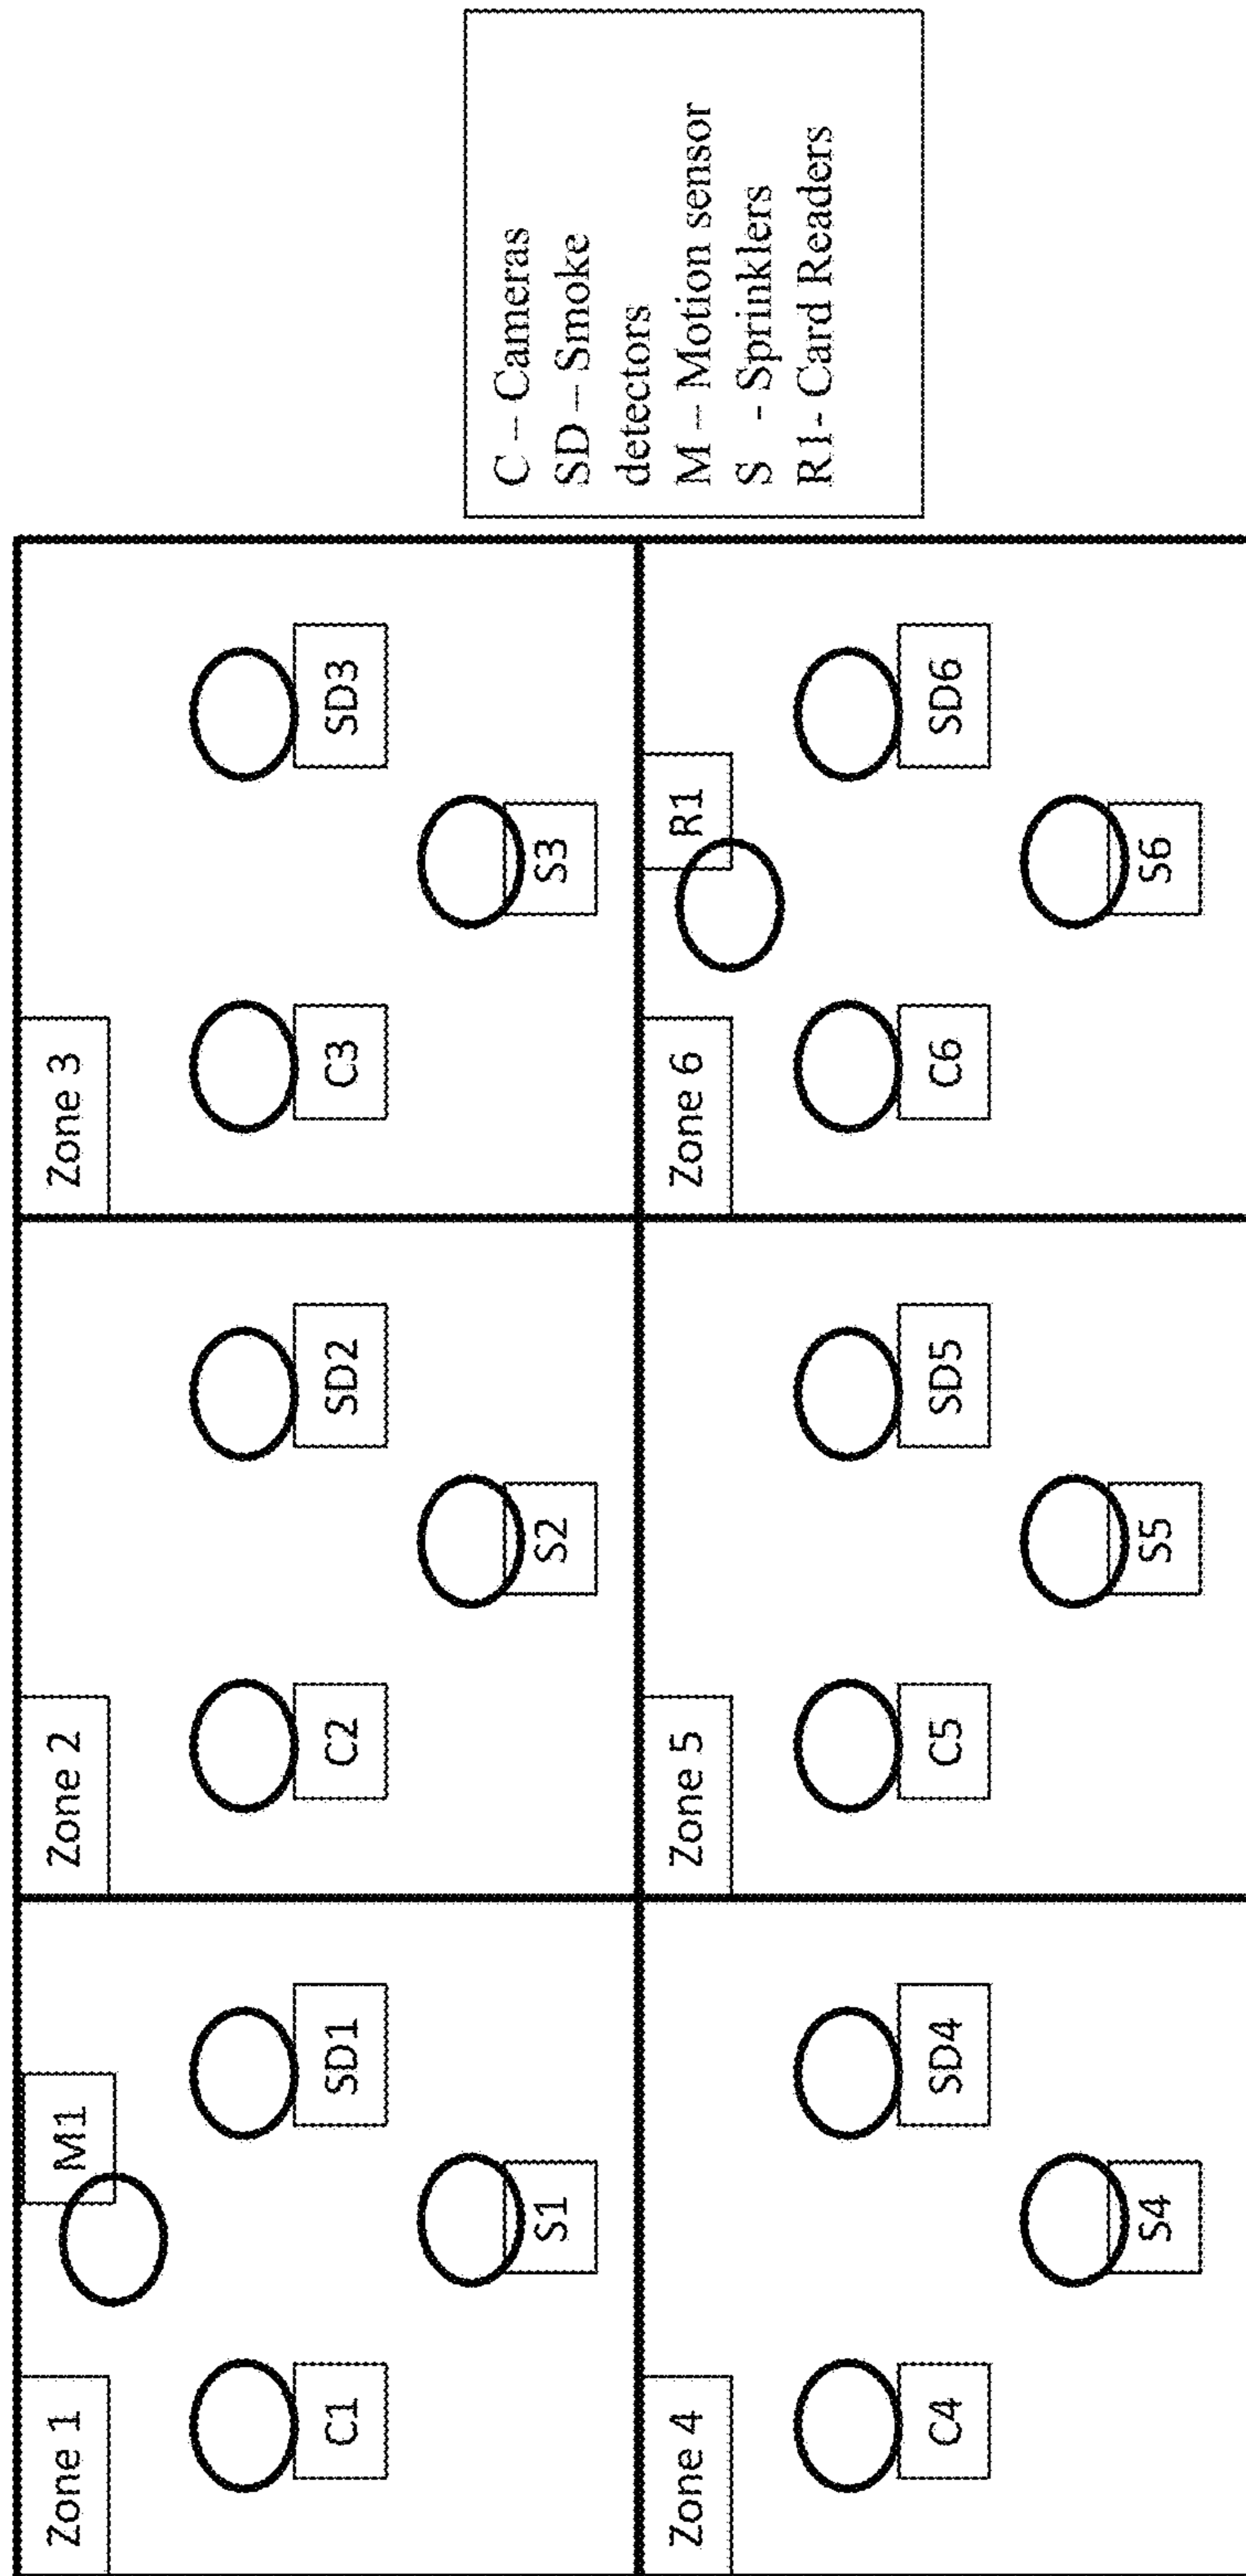 Zone 1
M1
C1
SD1
S1
Zone 2
C2
SD2
S2
Zone 3
C3
SD3
S3
Zone 4
C4
SD4
S4
Zone 5
C5
SD5
S5
Zone 6
R1
C6
SD6
S6
C – Cameras
SD – Smoke
detectors
M – Motion sensor
S - Sprinklers
R1- Card Readers